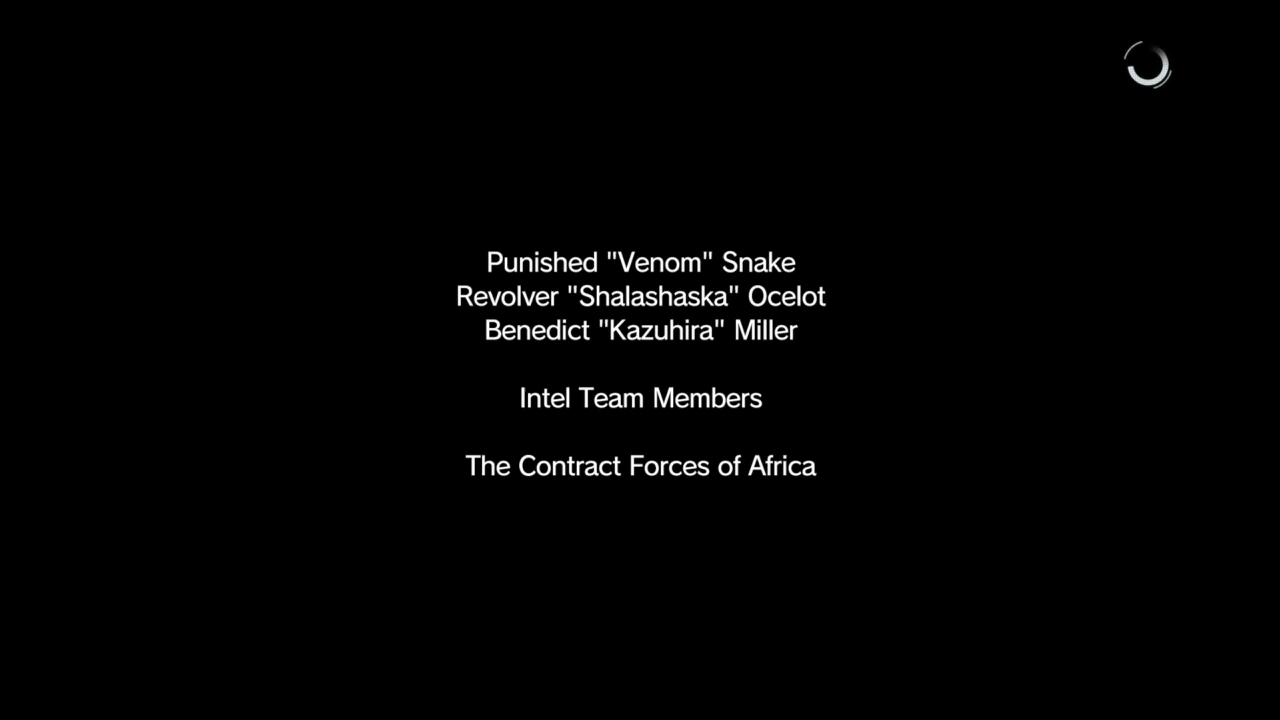 Punished "Venom" Snake
Revolver "Shalashaska" Ocelot
Benedict "Kazuhira" Miller
Intel Team Members
The Contract Forces of Africa